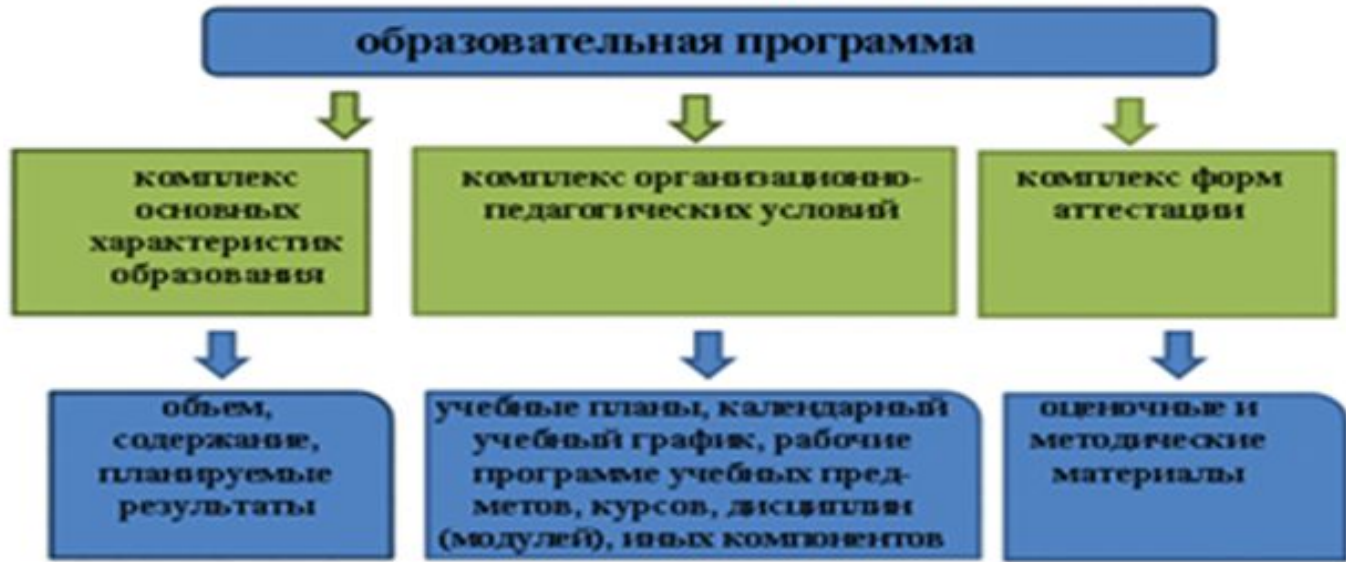 образовательная программа
комплекс
основных
характеристик
образования
комплекс организационно-
педагогических условий
комплекс форм
аттестации
объем,
содержание,
планируемые
результаты
учебные планы, календарный
учебный график, рабочие
программе учебных пред-
метов, курсов, дисциплин
(модулей), иных компонентов
оценочные и
методические
материалы